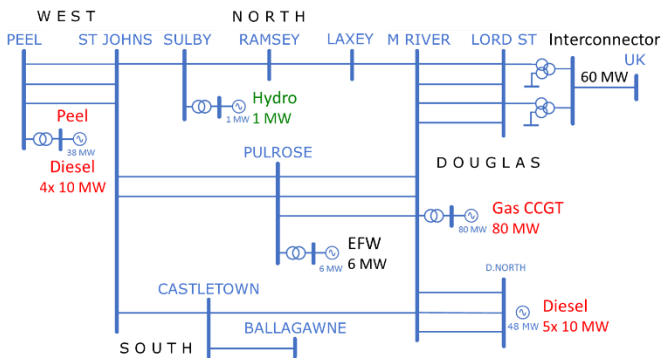 WEST
NORTH
PEEL
ST JOHNS
SULBY
RAMSEY
LAXEY
M RIVER
LORD ST
Interconnector
UK
60 MW
Peel
38 MW
Diesel
4x 10 MW
Hydro
1 MW
1 MW
PULROSE
DOUGLAS
Gas CCGT
80 MW
80 MW
EFW
6 MW
6 MW
CASTLETOWN
D.NORTH
Diesel
48 MW
5x 10 MW
BALLAGAWNE
SOUTH